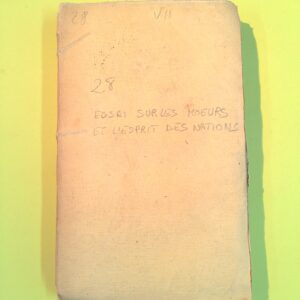 28 VII
28
ESSAI SUR LES MOEURS
ET L'ESPRIT DES NATIONS